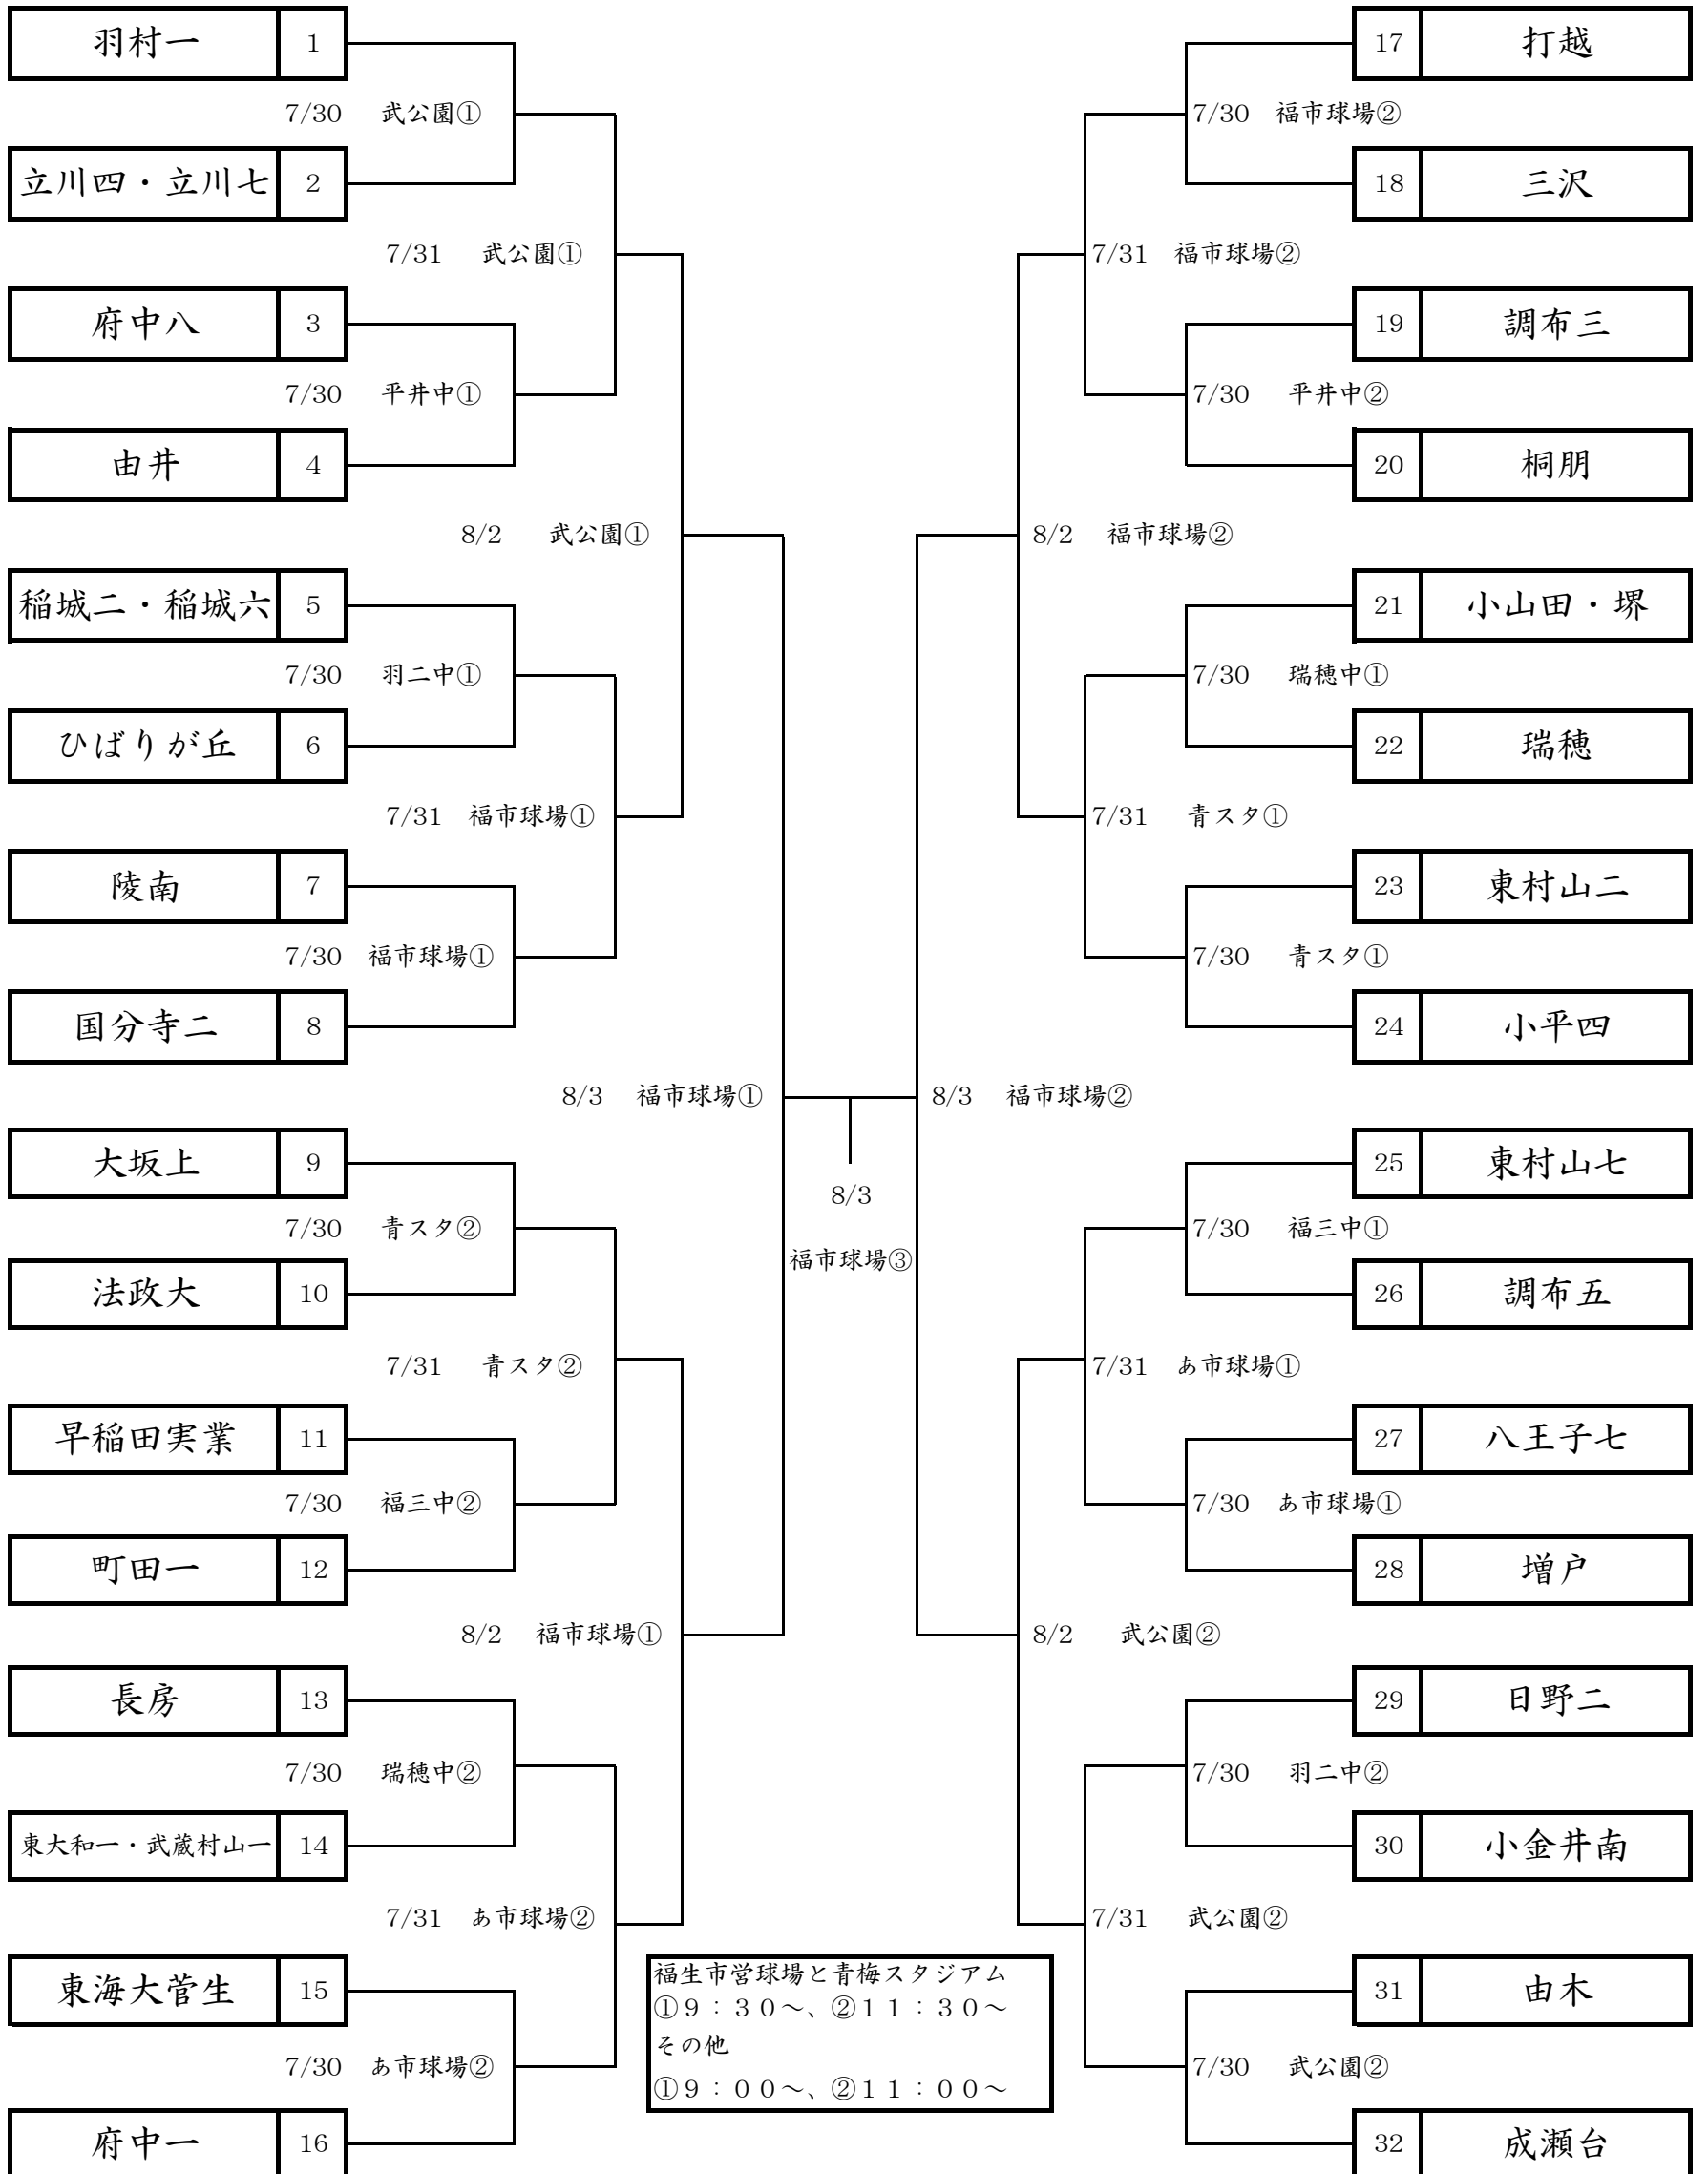 羽村一 1
7/30 武公園①
立川四・立川七 2
7/31 武公園①
府中八 3
7/30 平井中①
由井 4
8/2 武公園①
稲城二・稲城六 5
7/30 羽二中①
ひばりが丘 6
7/31 福市球場①
陵南 7
7/30 福市球場①
国分寺二 8
8/3 福市球場①
大坂上 9
7/30 青スタ②
法政大 10
7/31 青スタ②
早稲田実業 11
7/30 福三中②
町田一 12
8/2 福市球場①
長房 13
7/30 瑞穂中②
東大和一・武蔵村山一 14
7/31 あ市球場②
東海大菅生 15
7/30 あ市球場②
府中一 16
8/3
福市球場③
17 打越
7/30 福市球場②
18 三沢
7/31 福市球場②
19 調布三
7/30 平井中②
20 桐朋
8/2 福市球場②
21 小山田・堺
7/30 瑞穂中①
22 瑞穂
7/31 青スタ①
23 東村山二
7/30 青スタ①
24 小平四
8/3 福市球場②
25 東村山七
7/30 福三中①
26 調布五
7/31 あ市球場①
27 八王子七
7/30 あ市球場①
28 増戸
8/2 武公園②
29 日野二
7/30 羽二中②
30 小金井南
7/31 武公園②
31 由木
7/30 武公園②
32 成瀬台
福生市営球場と青梅スタジアム
①９：３０～、②１１：３０～
その他
①９：００～、②１１：００～